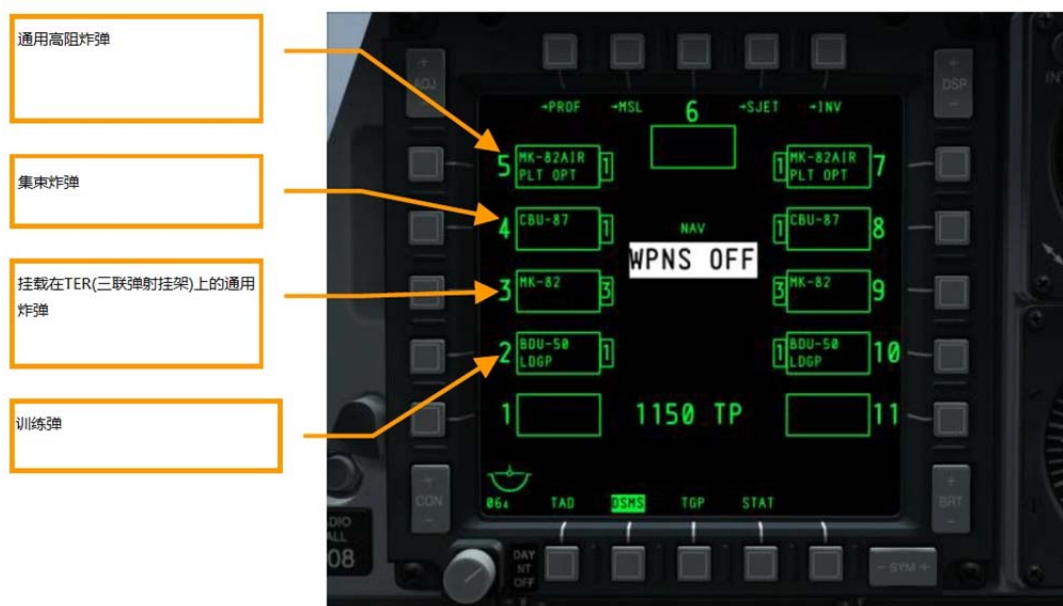 通用高阻炸弹
集束炸弹
挂载在TER(三联弹射挂架)上的通用
炸弹
训练弹
ADJ
DSP
→PROF →MSL 6 →SJET →INV
5 MK-82AIR 1 1 MK-82AIR 7
PLT OPT PLT OPT
4 CBU-87 1 NAV 1 CBU-87 8
WPNS OFF
3 MK-82 3 3 MK-82 9
2 BDU-50 1 1 BDU-50 10
LDGP LDGP
1 1150 TP 11
CON
BRT
TAD DSMS TGP STAT
08
DAY
NT
OFF
- SYM +